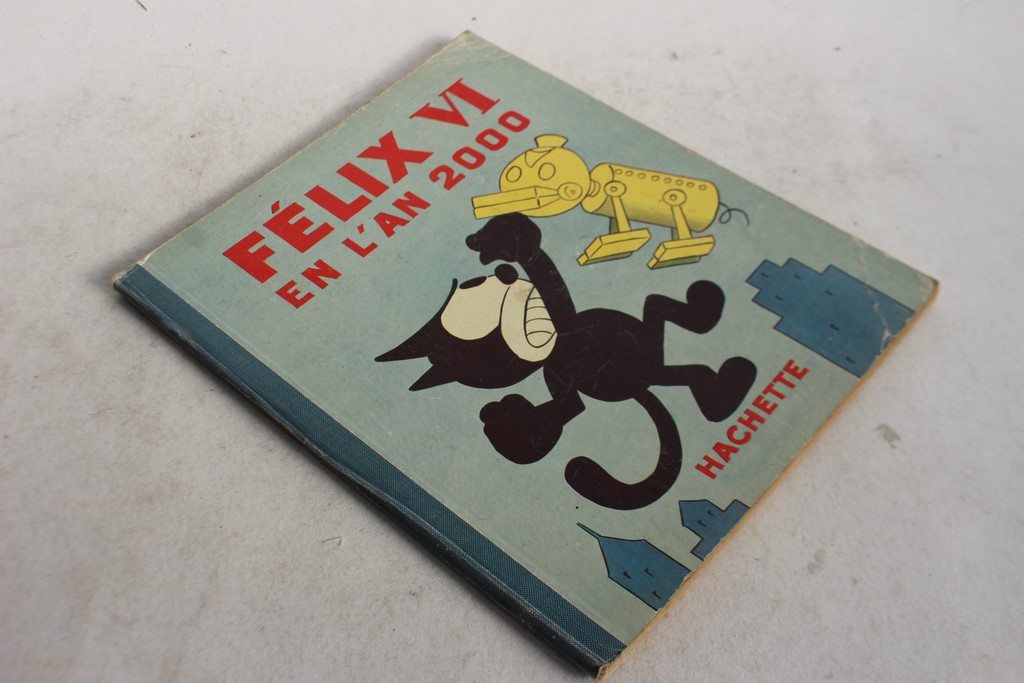 FÉLIX VI
EN L'AN 2000
HACHETTE